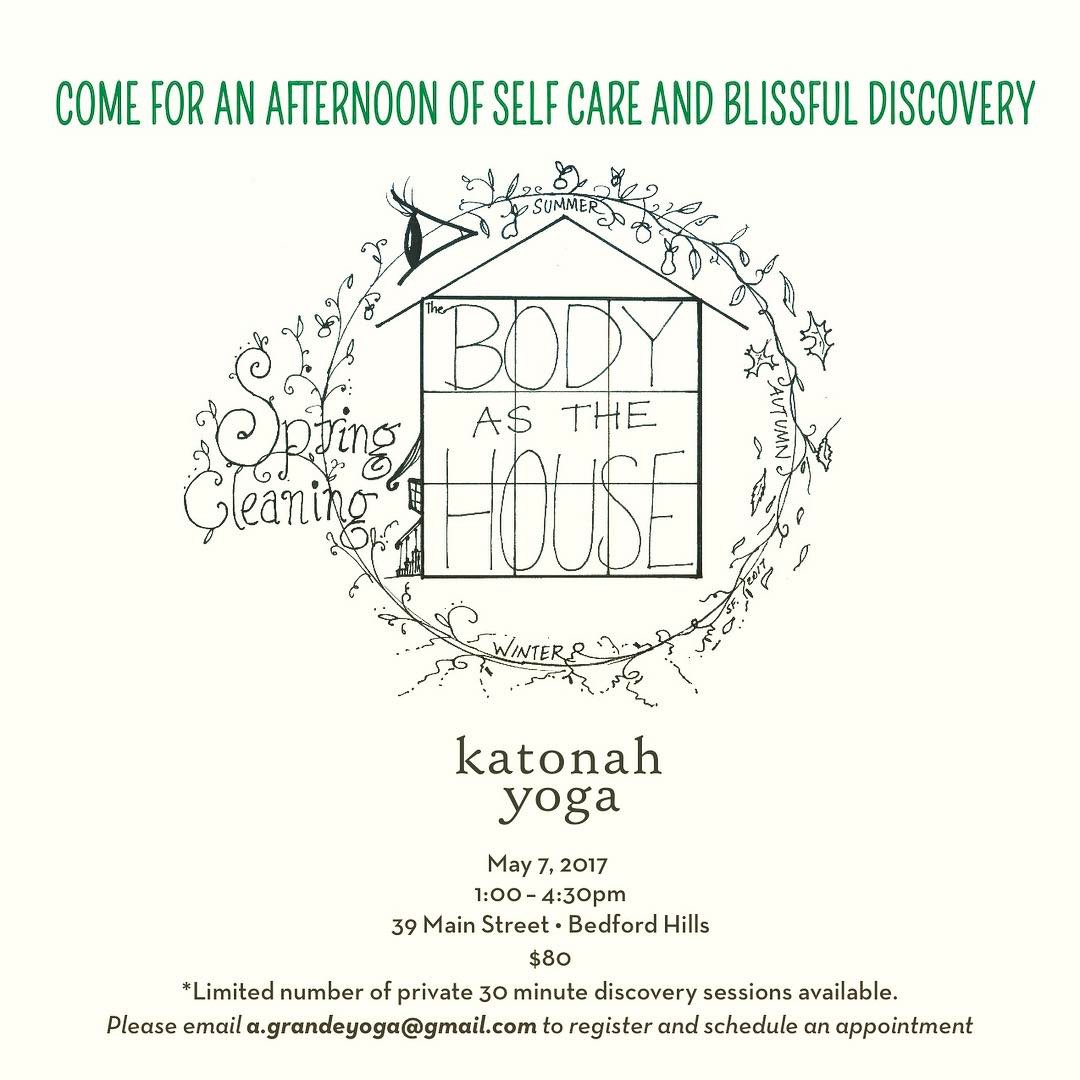 COME FOR AN AFTERNOON OF SELF CARE AND BLISSFUL DISCOVERY
SUMMER
The BODY
AS THE
HOUSE
Spring
Cleaning
AUTUMN
SF. 2017
WINTER
katonah
yoga
May 7, 2017
1:00 – 4:30pm
39 Main Street • Bedford Hills
$80
*Limited number of private 30 minute discovery sessions available.
Please email a.grandeyoga@gmail.com to register and schedule an appointment